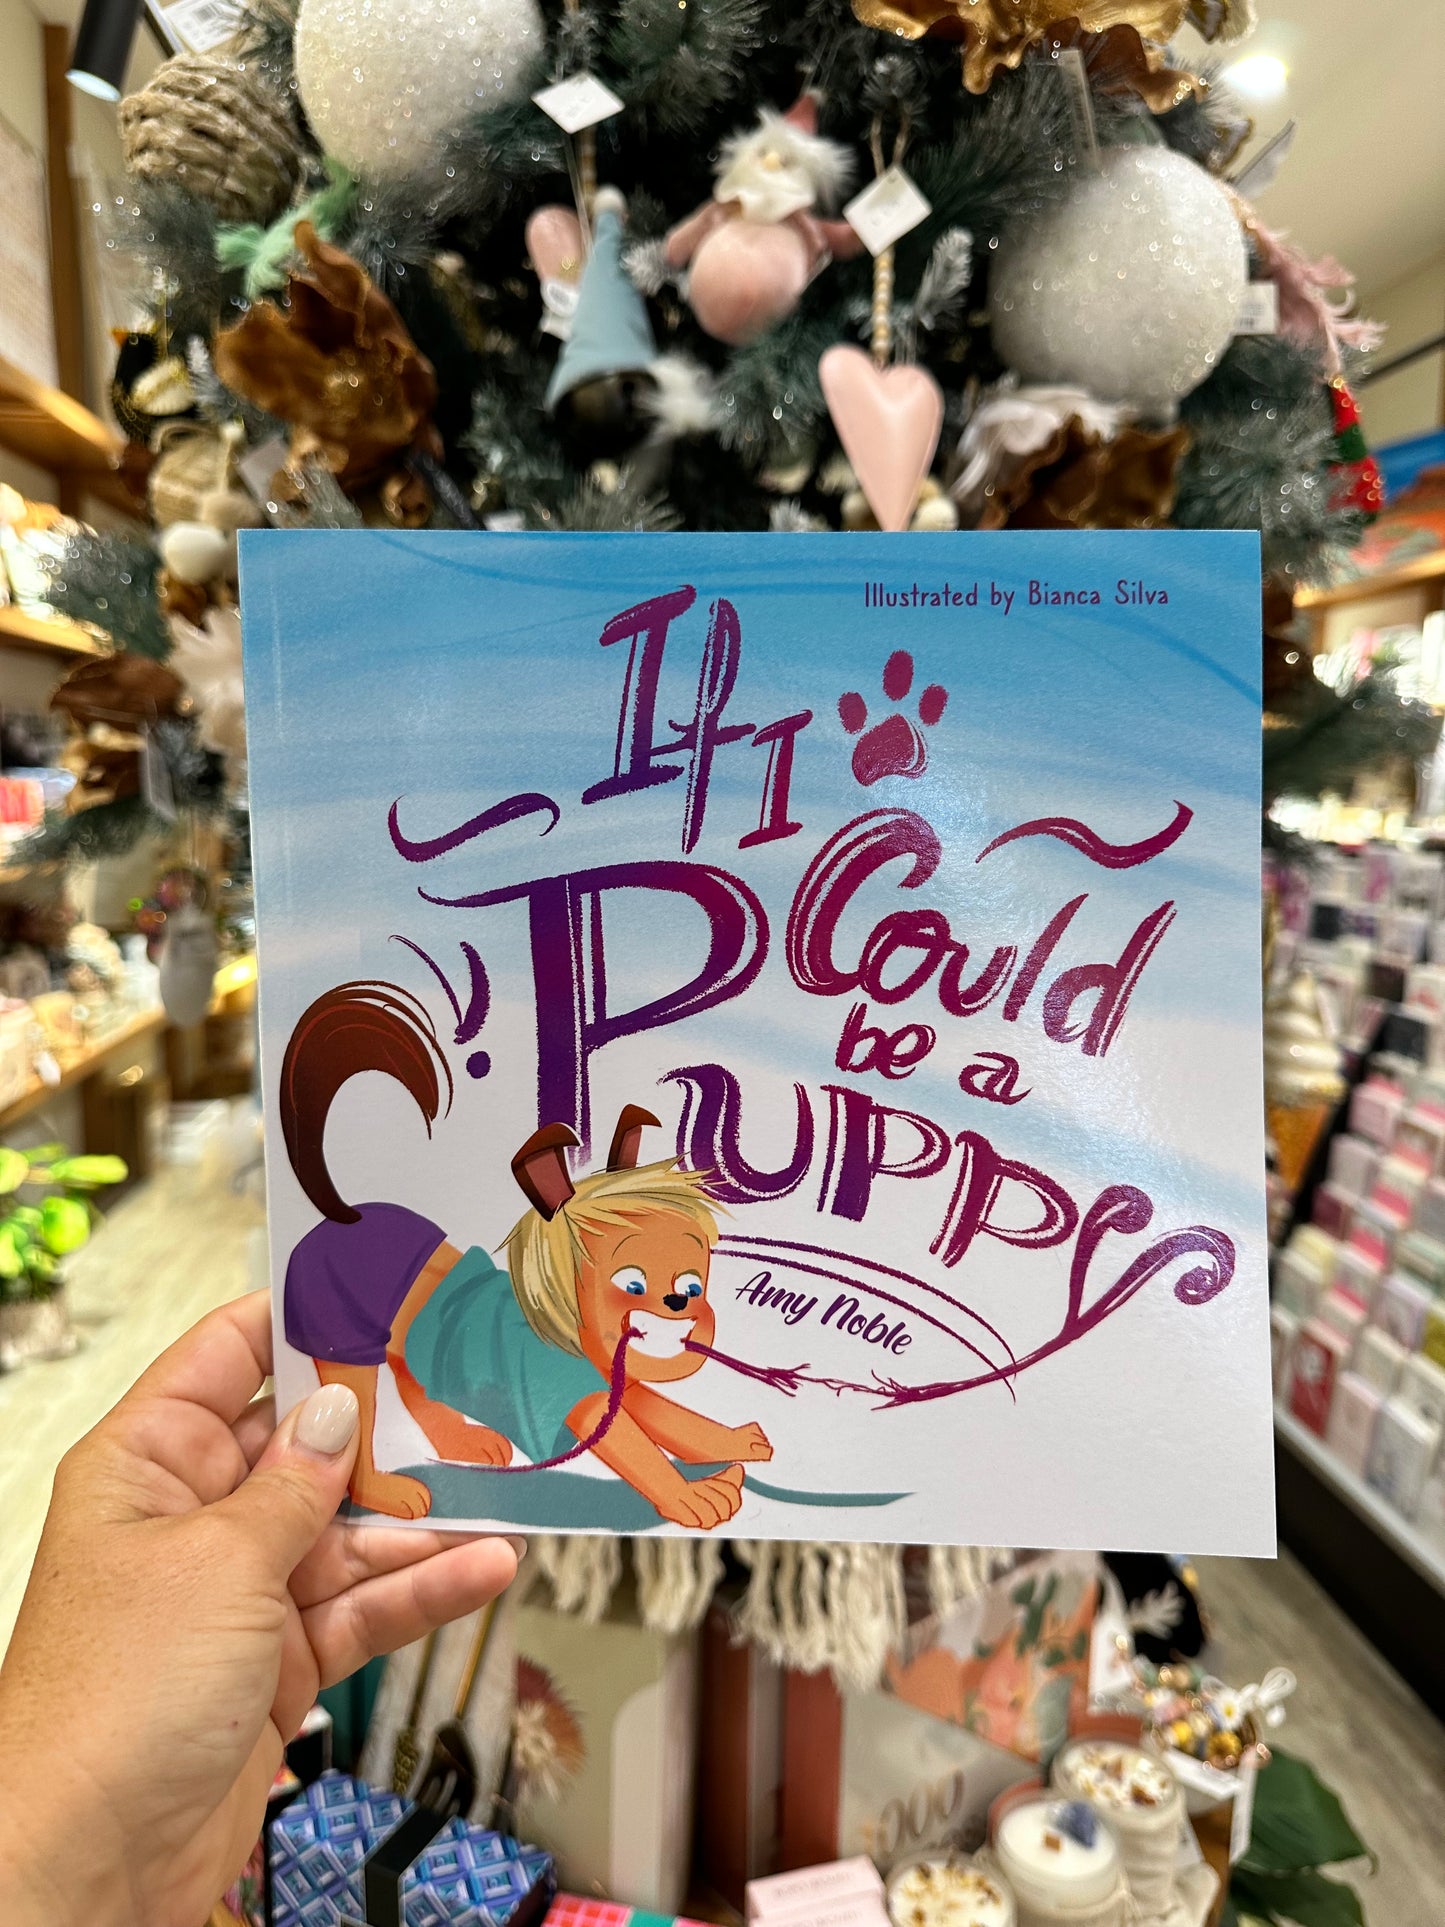 Illustrated by Bianca Silva
If I
Could
be a
Puppy
Amy Noble